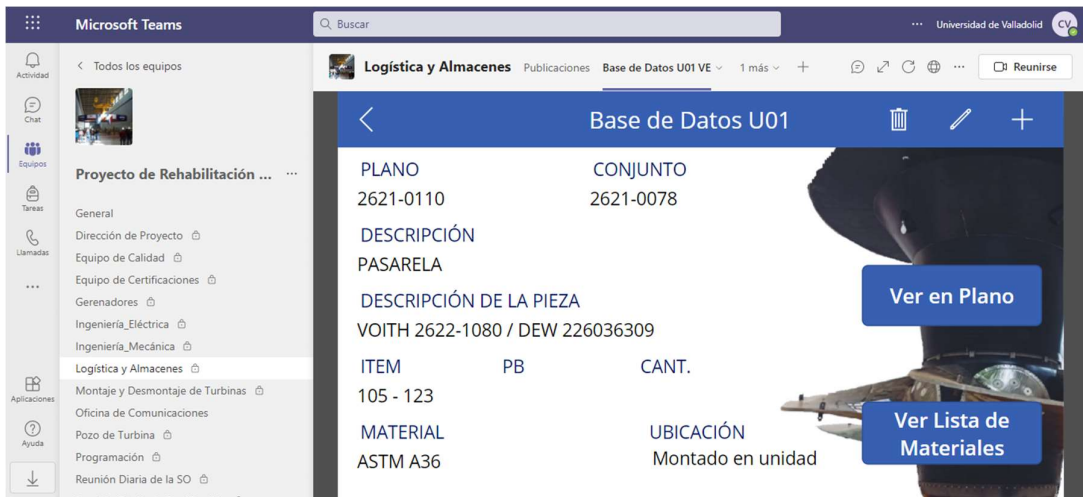 Microsoft Teams
Buscar
Universidad de Valladolid
CV
Actividad
Chat
Equipos
Tareas
Llamadas
Aplicaciones
Ayuda
Todos los equipos
Proyecto de Rehabilitación ...
General
Dirección de Proyecto
Equipo de Calidad
Equipo de Certificaciones
Gerenadores
Ingeniería_Eléctrica
Ingeniería_Mecánica
Logística y Almacenes
Montaje y Desmontaje de Turbinas
Oficina de Comunicaciones
Pozo de Turbina
Programación
Reunión Diaria de la SO
Logística y Almacenes Publicaciones Base de Datos U01 VE 1 más Reunirse
Base de Datos U01
PLANO CONJUNTO
2621-0110 2621-0078
DESCRIPCIÓN
PASARELA
DESCRIPCIÓN DE LA PIEZA
VOITH 2622-1080 / DEW 226036309
ITEM PB CANT.
105 - 123
MATERIAL UBICACIÓN
ASTM A36 Montado en unidad
Ver en Plano
Ver Lista de
Materiales